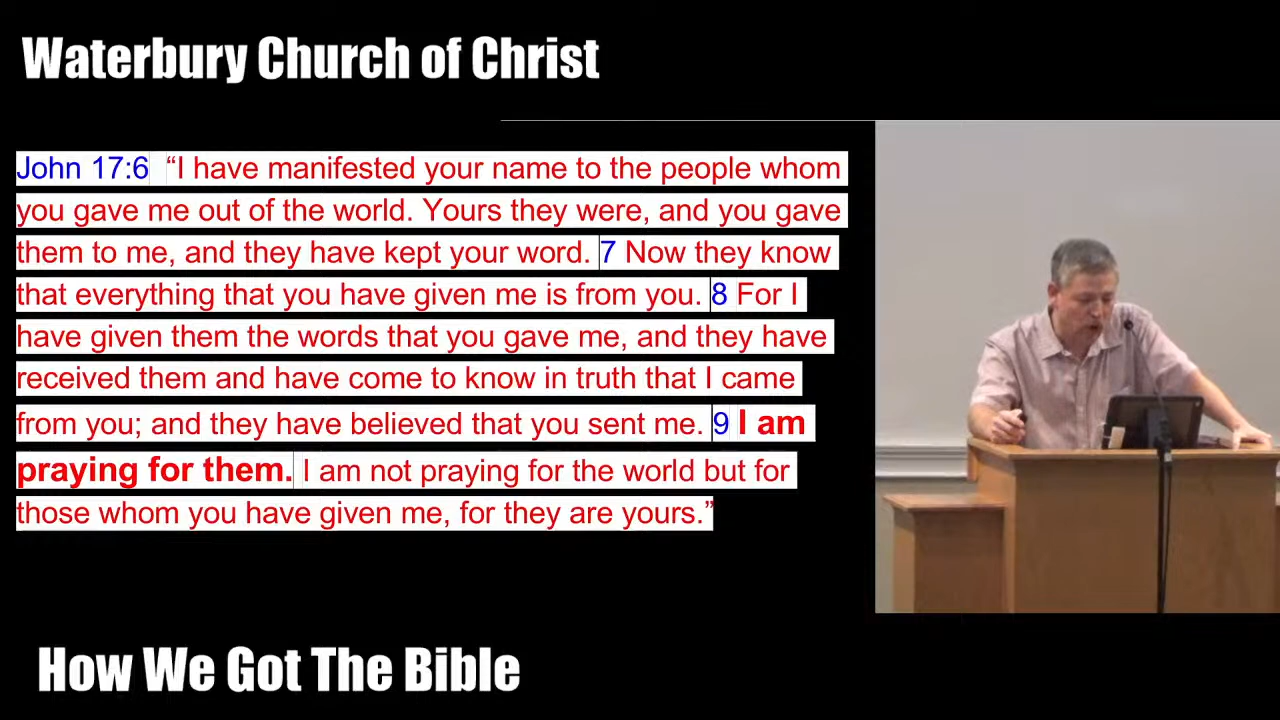 Waterbury Church of Christ
John 17:6 “I have manifested your name to the people whom
you gave me out of the world. Yours they were, and you gave
them to me, and they have kept your word. 7 Now they know
that everything that you have given me is from you. 8 For I
have given them the words that you gave me, and they have
received them and have come to know in truth that I came
from you; and they have believed that you sent me. 9 I am
praying for them. I am not praying for the world but for
those whom you have given me, for they are yours.”
How We Got The Bible